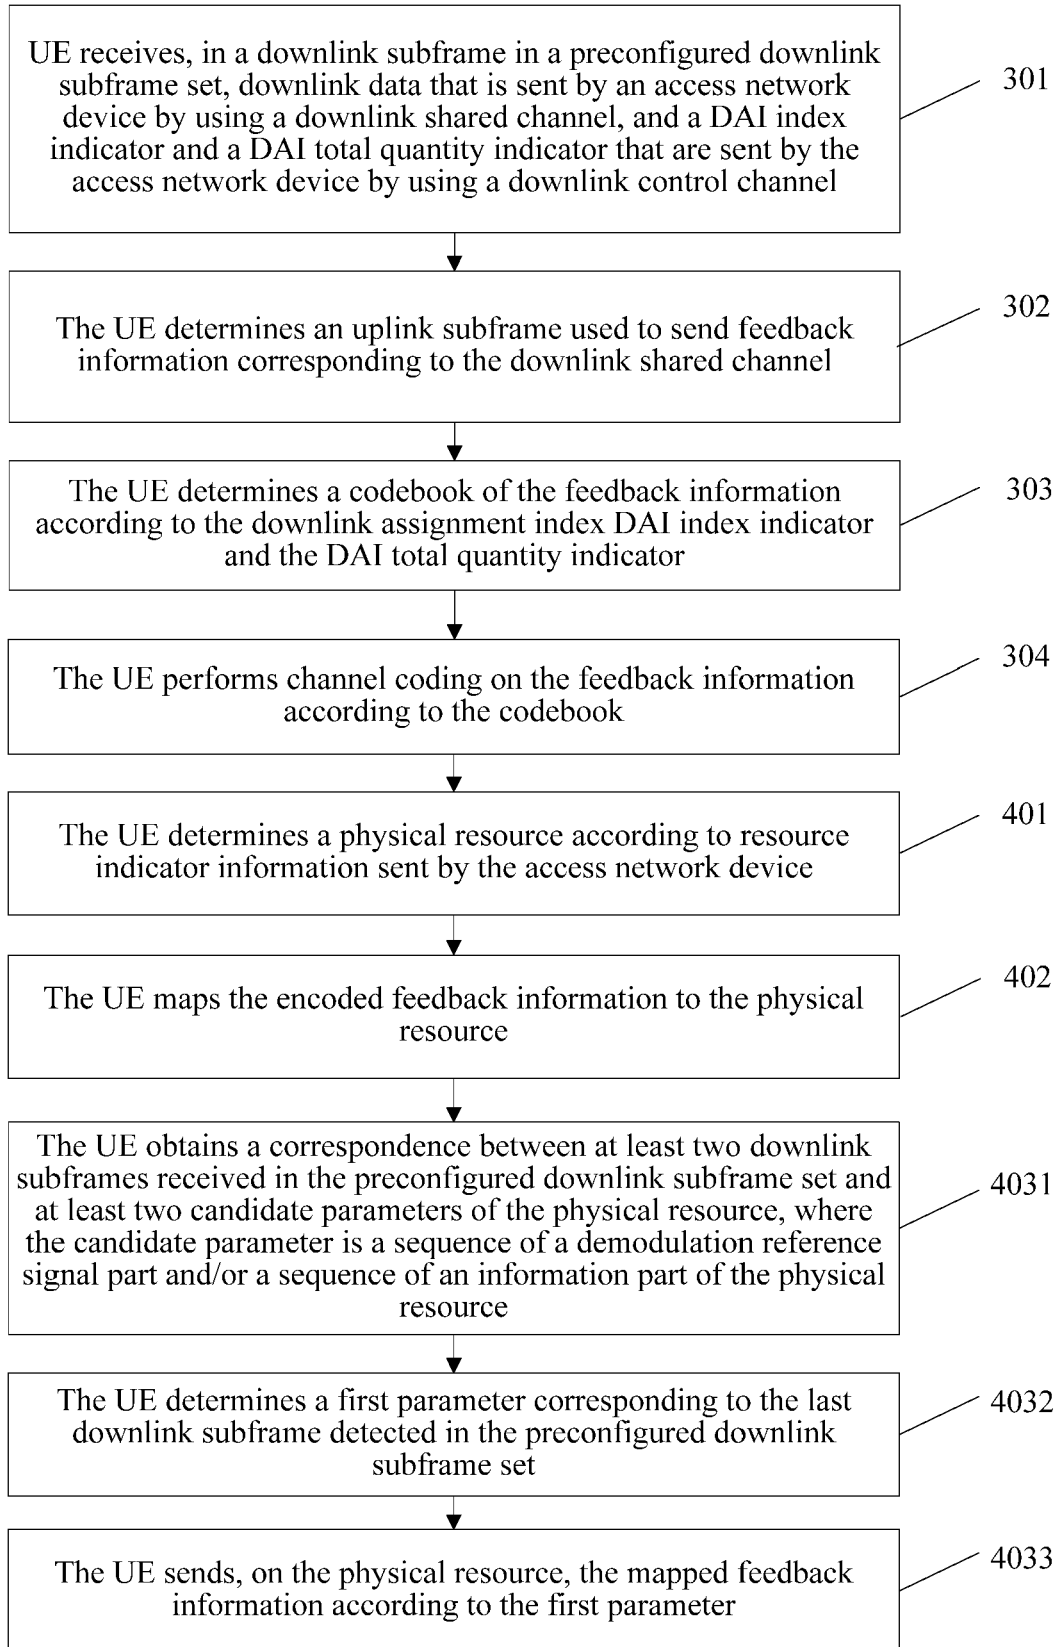 UE receives, in a downlink subframe in a preconfigured downlink
subframe set, downlink data that is sent by an access network
device by using a downlink shared channel, and a DAI index
indicator and a DAI total quantity indicator that are sent by the
access network device by using a downlink control channel
301
The UE determines an uplink subframe used to send feedback
information corresponding to the downlink shared channel
302
The UE determines a codebook of the feedback information
according to the downlink assignment index DAI index indicator
and the DAI total quantity indicator
303
The UE performs channel coding on the feedback information
according to the codebook
304
The UE determines a physical resource according to resource
indicator information sent by the access network device
401
The UE maps the encoded feedback information to the physical
resource
402
The UE obtains a correspondence between at least two downlink
subframes received in the preconfigured downlink subframe set and
at least two candidate parameters of the physical resource, where
the candidate parameter is a sequence of a demodulation reference
signal part and/or a sequence of an information part of the physical
resource
4031
The UE determines a first parameter corresponding to the last
downlink subframe detected in the preconfigured downlink
subframe set
4032
The UE sends, on the physical resource, the mapped feedback
information according to the first parameter
4033